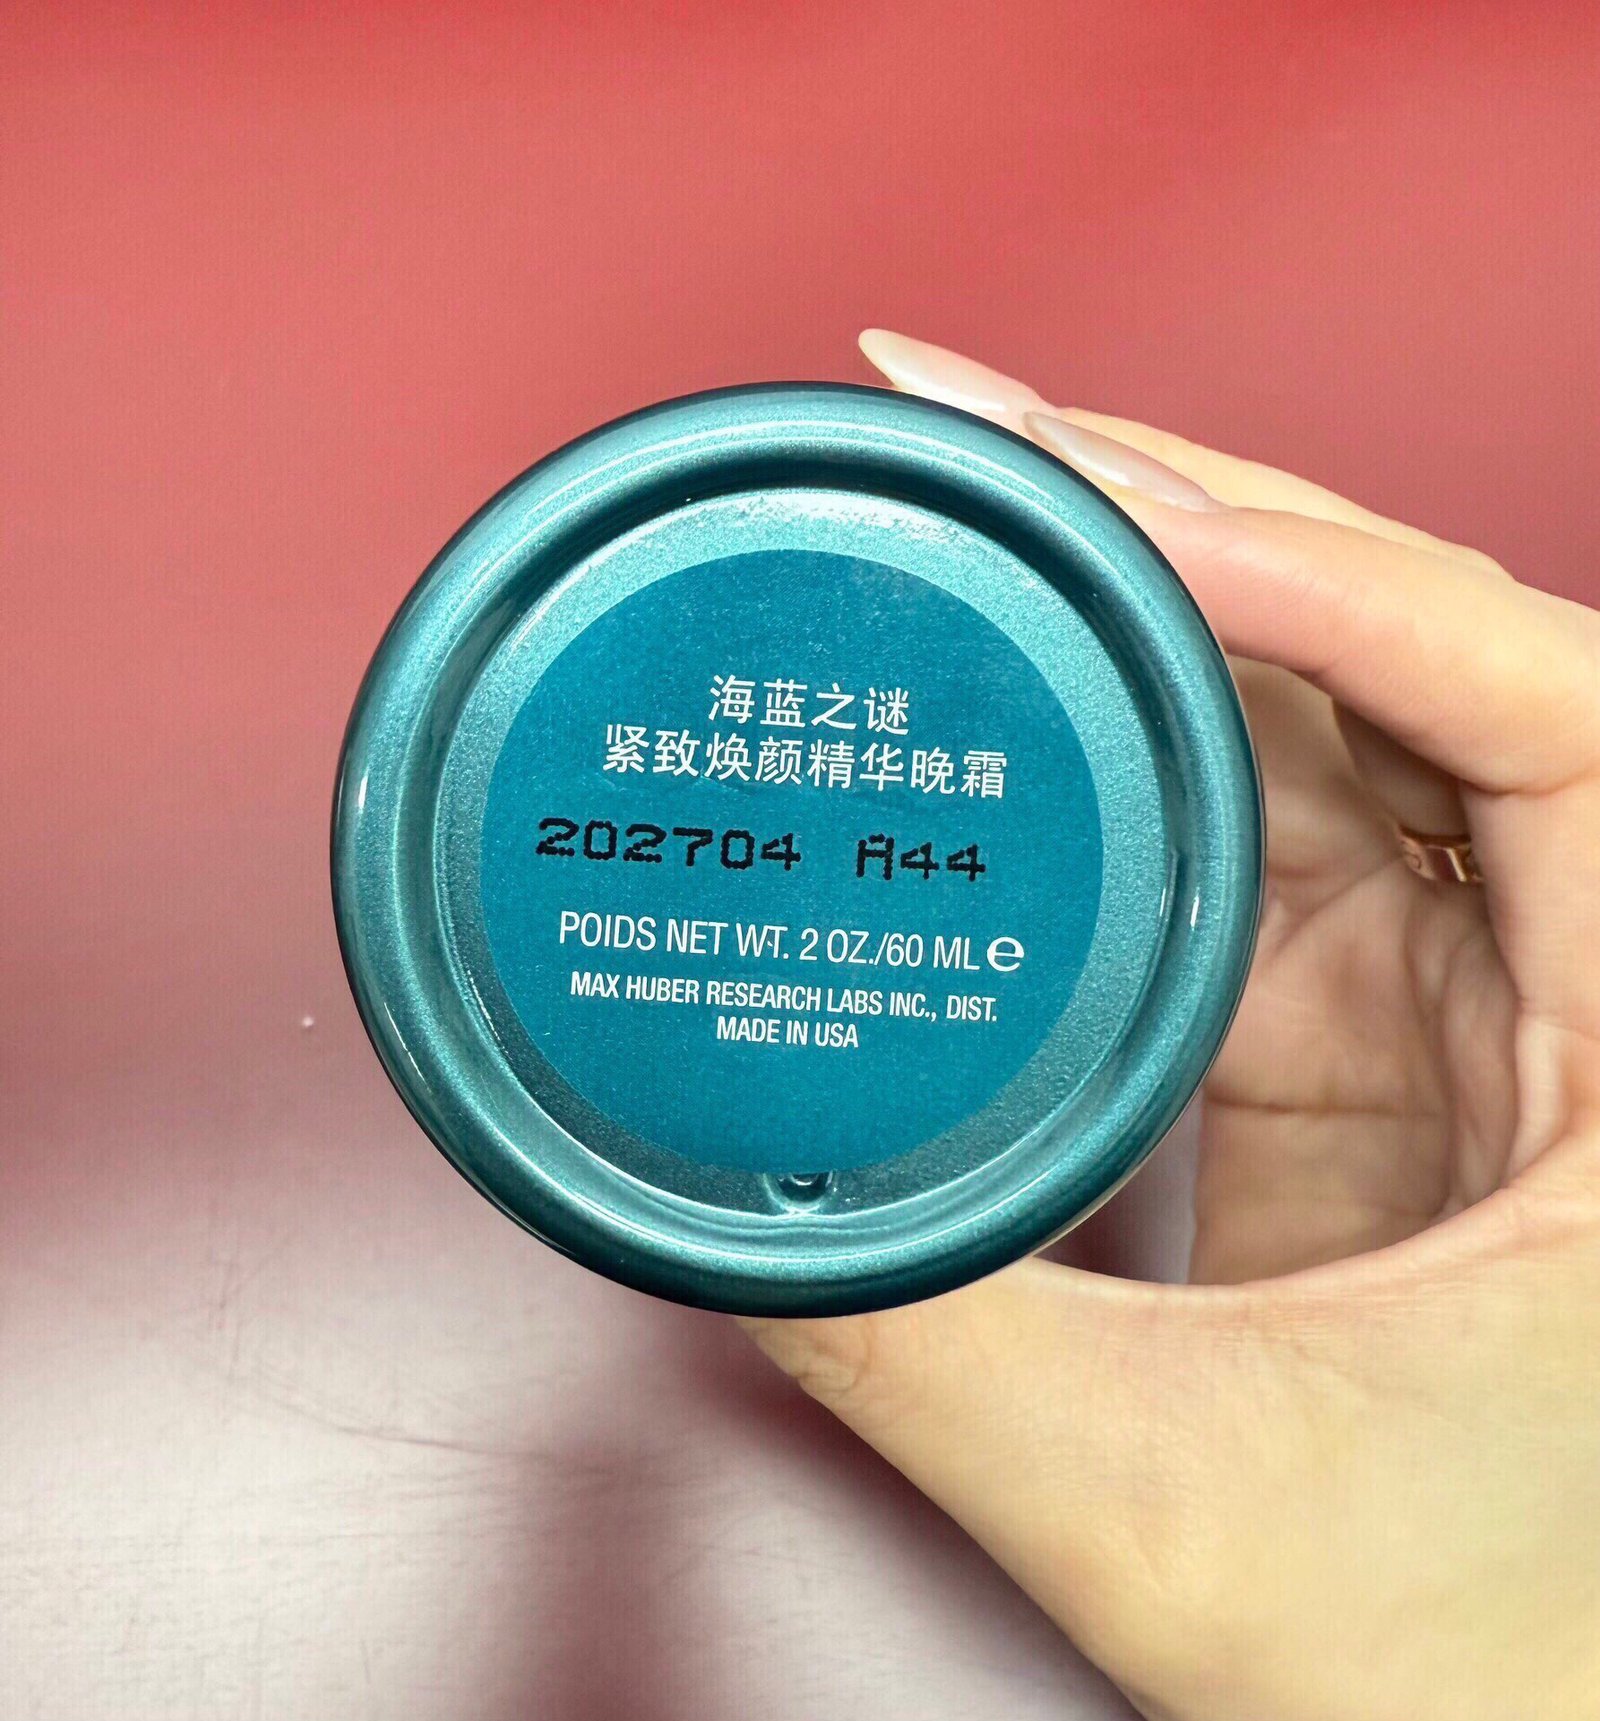 海蓝之谜
紧致焕颜精华晚霜
202704 A44
POIDS NET WT. 2 OZ./60 ML ℮
MAX HUBER RESEARCH LABS INC., DIST.
MADE IN USA